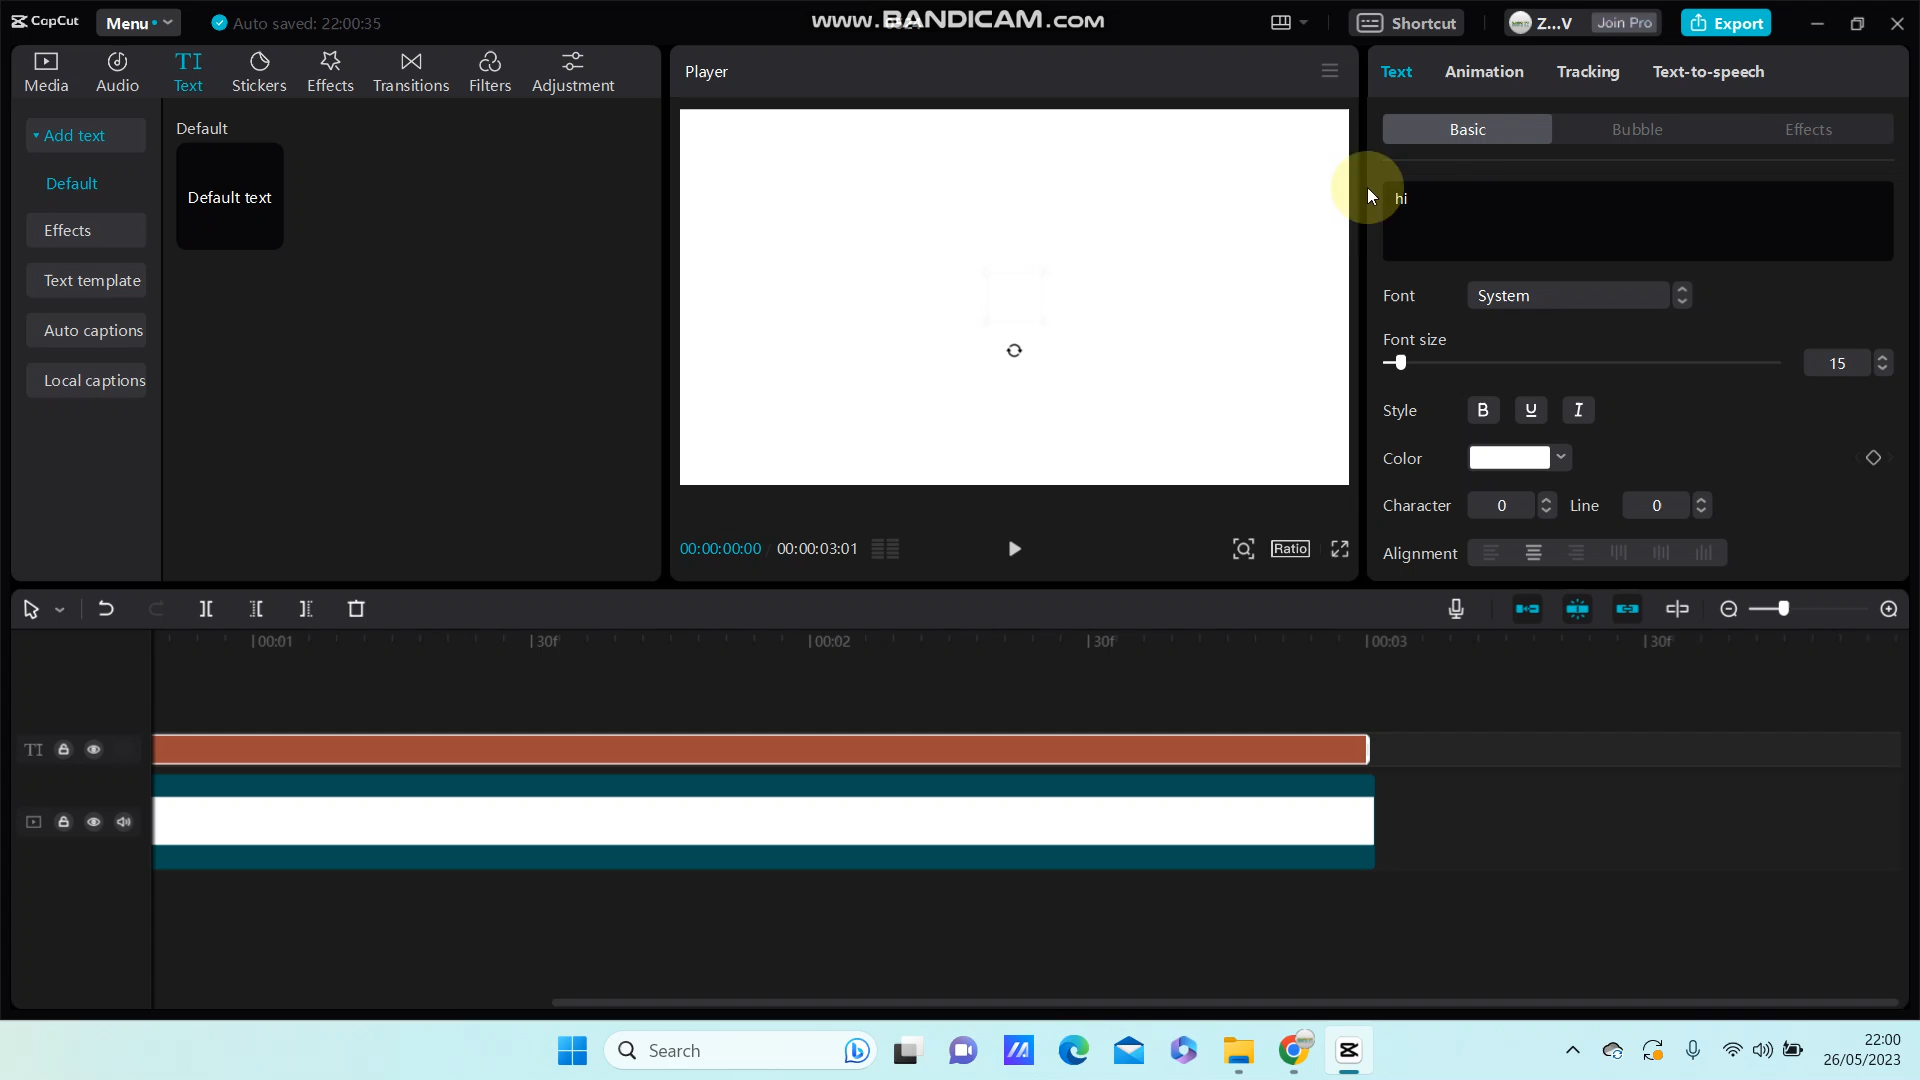 CapCut
Menu
Auto saved: 22:00:35
www.BANDICAM.com
Shortcut
Z...V
Join Pro
Export
Media
Audio
TI
Text
Stickers
Effects
Transitions
Filters
Adjustment
Add text
Default
Effects
Text template
Auto captions
Local captions
Default
Default text
Player
00:00:00:00
00:00:03:01
Ratio
Text
Animation
Tracking
Text-to-speech
Basic
Bubble
Effects
hi
Font
System
Font size
15
Style
B
U
I
Color
Character
0
Line
0
Alignment
00:01
30f
00:02
30f
00:03
30f
TI
Search
22:00
26/05/2023